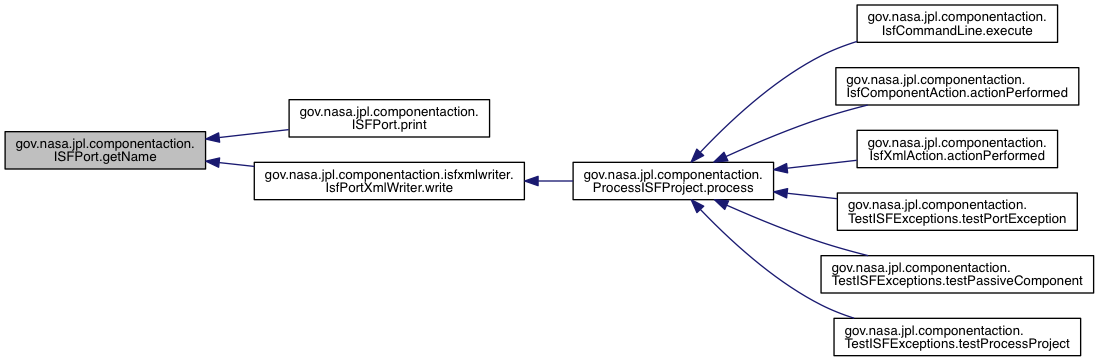 gov.nasa.jpl.componentaction.
ISFPort.getName
gov.nasa.jpl.componentaction.
ISFPort.print
gov.nasa.jpl.componentaction.isfxmlwriter.
IsfPortXmlWriter.write
gov.nasa.jpl.componentaction.
ProcessISFProject.process
gov.nasa.jpl.componentaction.
IsfCommandLine.execute
gov.nasa.jpl.componentaction.
IsfComponentAction.actionPerformed
gov.nasa.jpl.componentaction.
IsfXmlAction.actionPerformed
gov.nasa.jpl.componentaction.
TestISFExceptions.testPortException
gov.nasa.jpl.componentaction.
TestISFExceptions.testPassiveComponent
gov.nasa.jpl.componentaction.
TestISFExceptions.testProcessProject